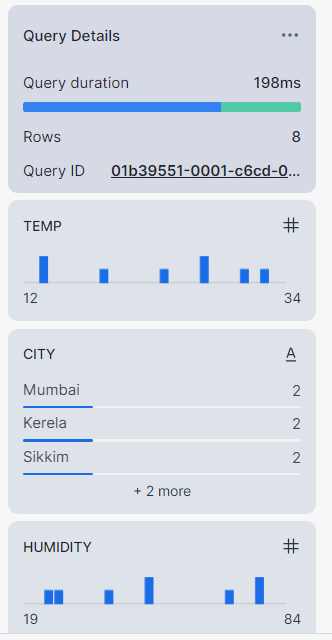 Query Details
Query duration 198ms
Rows 8
Query ID 01b39551-0001-c6cd-0...
TEMP
12 34
CITY A
Mumbai 2
Kerela 2
Sikkim 2
+ 2 more
HUMIDITY
19 84